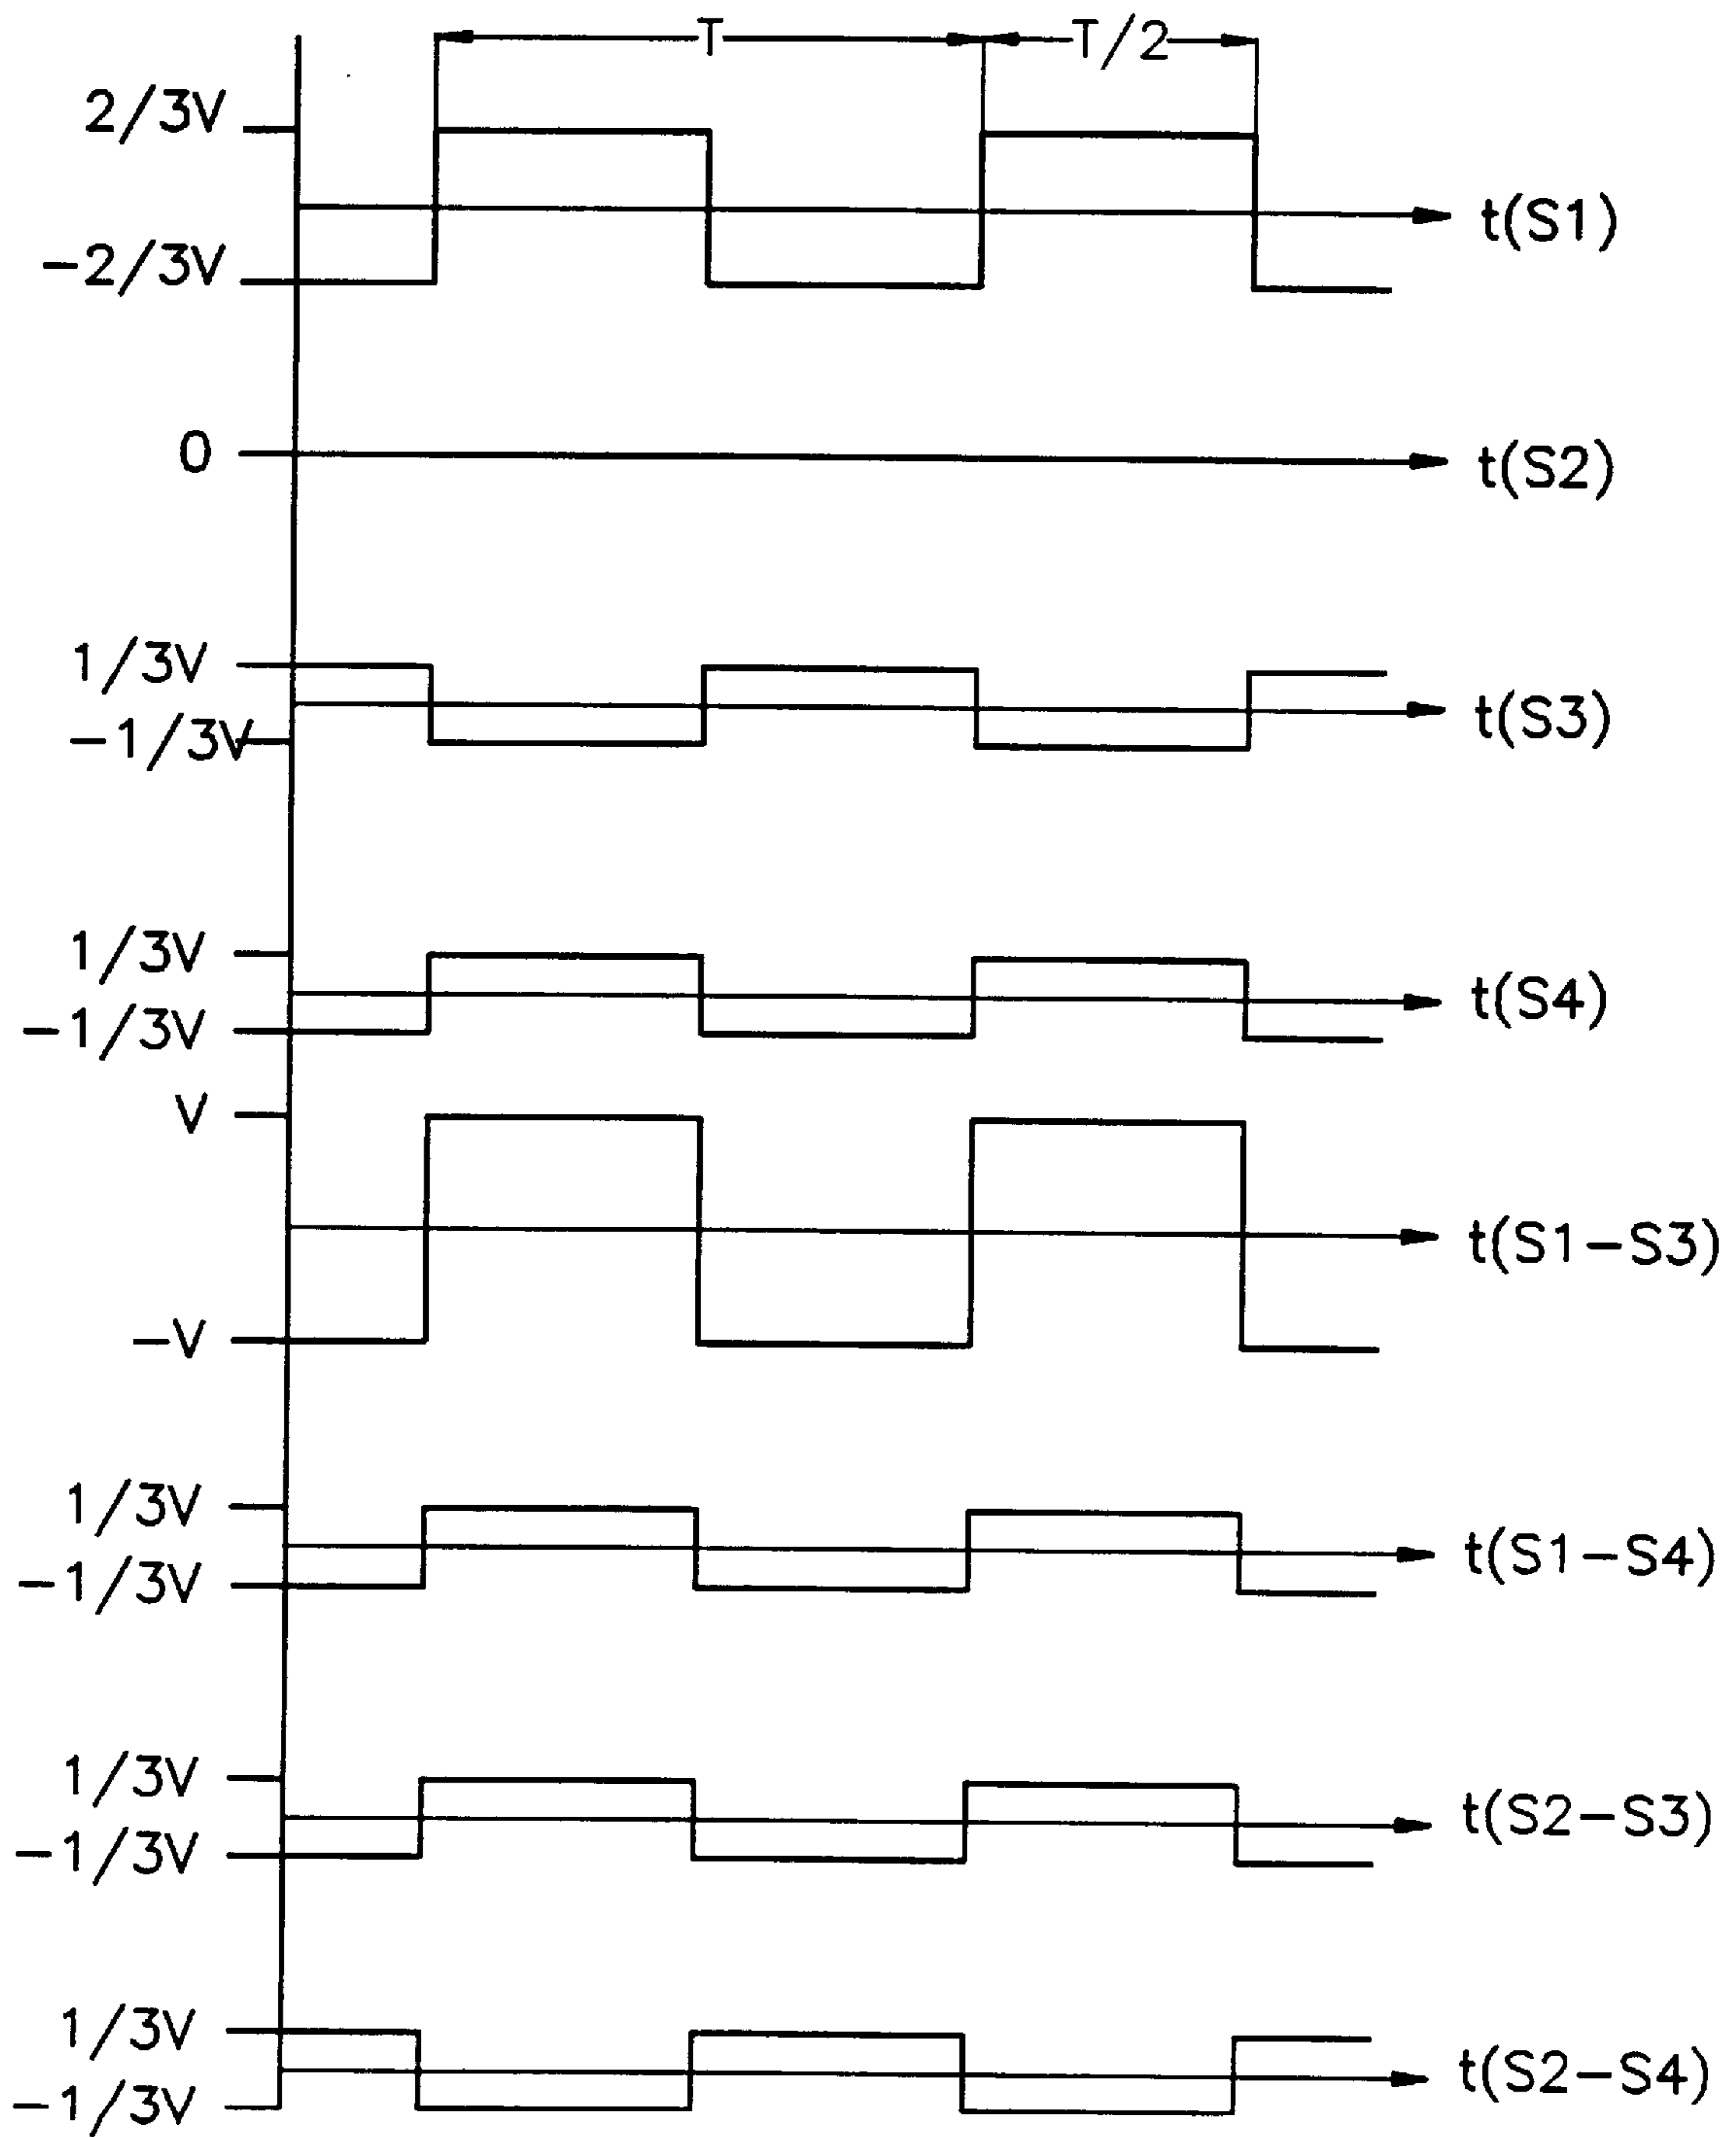 T T/2
2/3V
t(S1)
-2/3V
0 t(S2)
1/3V
t(S3)
-1/3V
1/3V
t(S4)
-1/3V
V
t(S1-S3)
-V
1/3V
t(S1-S4)
-1/3V
1/3V
t(S2-S3)
-1/3V
1/3V
t(S2-S4)
-1/3V